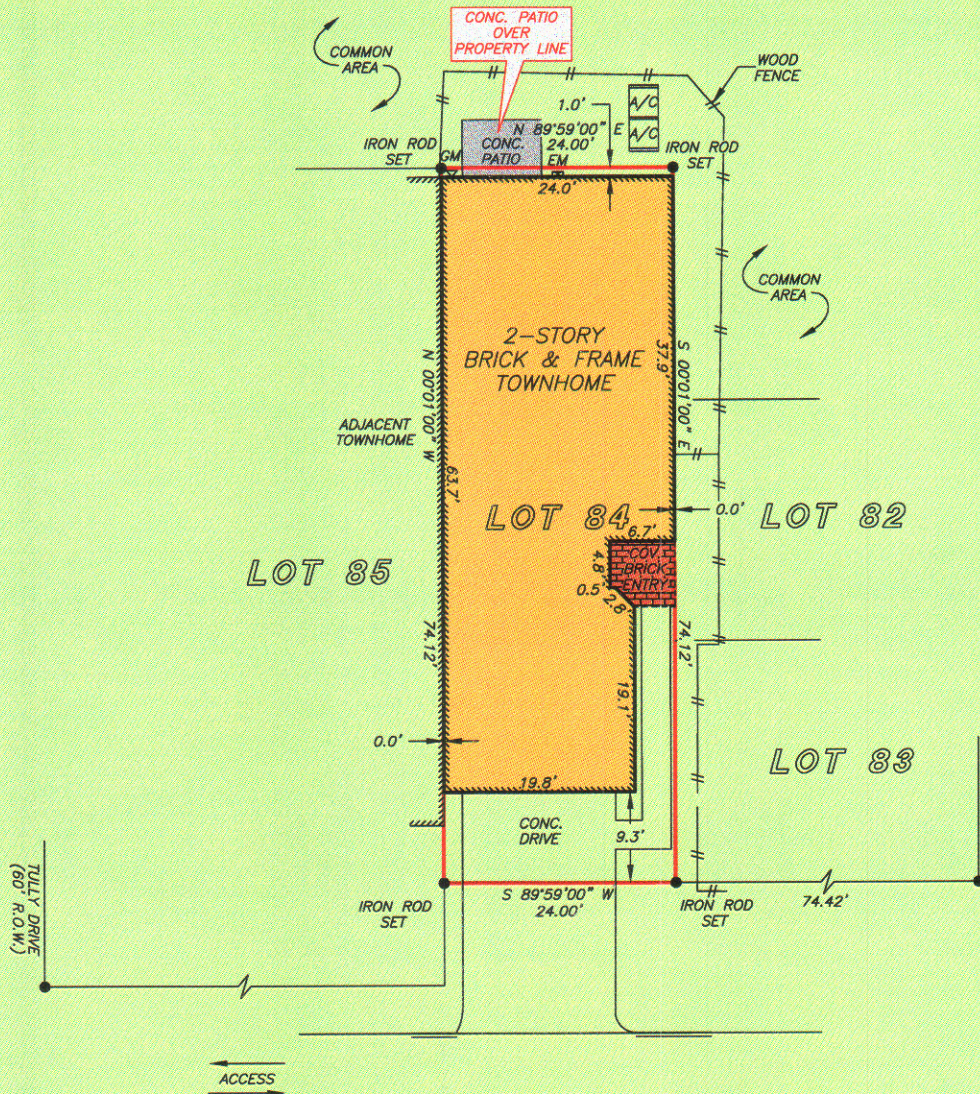 CONC. PATIO
OVER
PROPERTY LINE
COMMON
AREA
WOOD
FENCE
1.0'
A/C
A/C
N 89°59'00" E
24.00'
IRON ROD
SET
GM
CONC.
PATIO
EM
IRON ROD
SET
24.0'
COMMON
AREA
2-STORY
BRICK & FRAME
TOWNHOME
S 00°01'00" E
37.9'
N 00°01'00" W
ADJACENT
TOWNHOME
63.7'
LOT 84
0.0'
LOT 82
6.7'
COV.
BRICK
ENTRY
4.8'
0.5'
2.8'
LOT 85
74.12'
74.12'
19.1'
0.0'
LOT 83
19.8'
CONC.
DRIVE
9.3'
TULLY DRIVE
(60' R.O.W.)
IRON ROD
SET
S 89°59'00" W
24.00'
IRON ROD
SET
74.42'
ACCESS